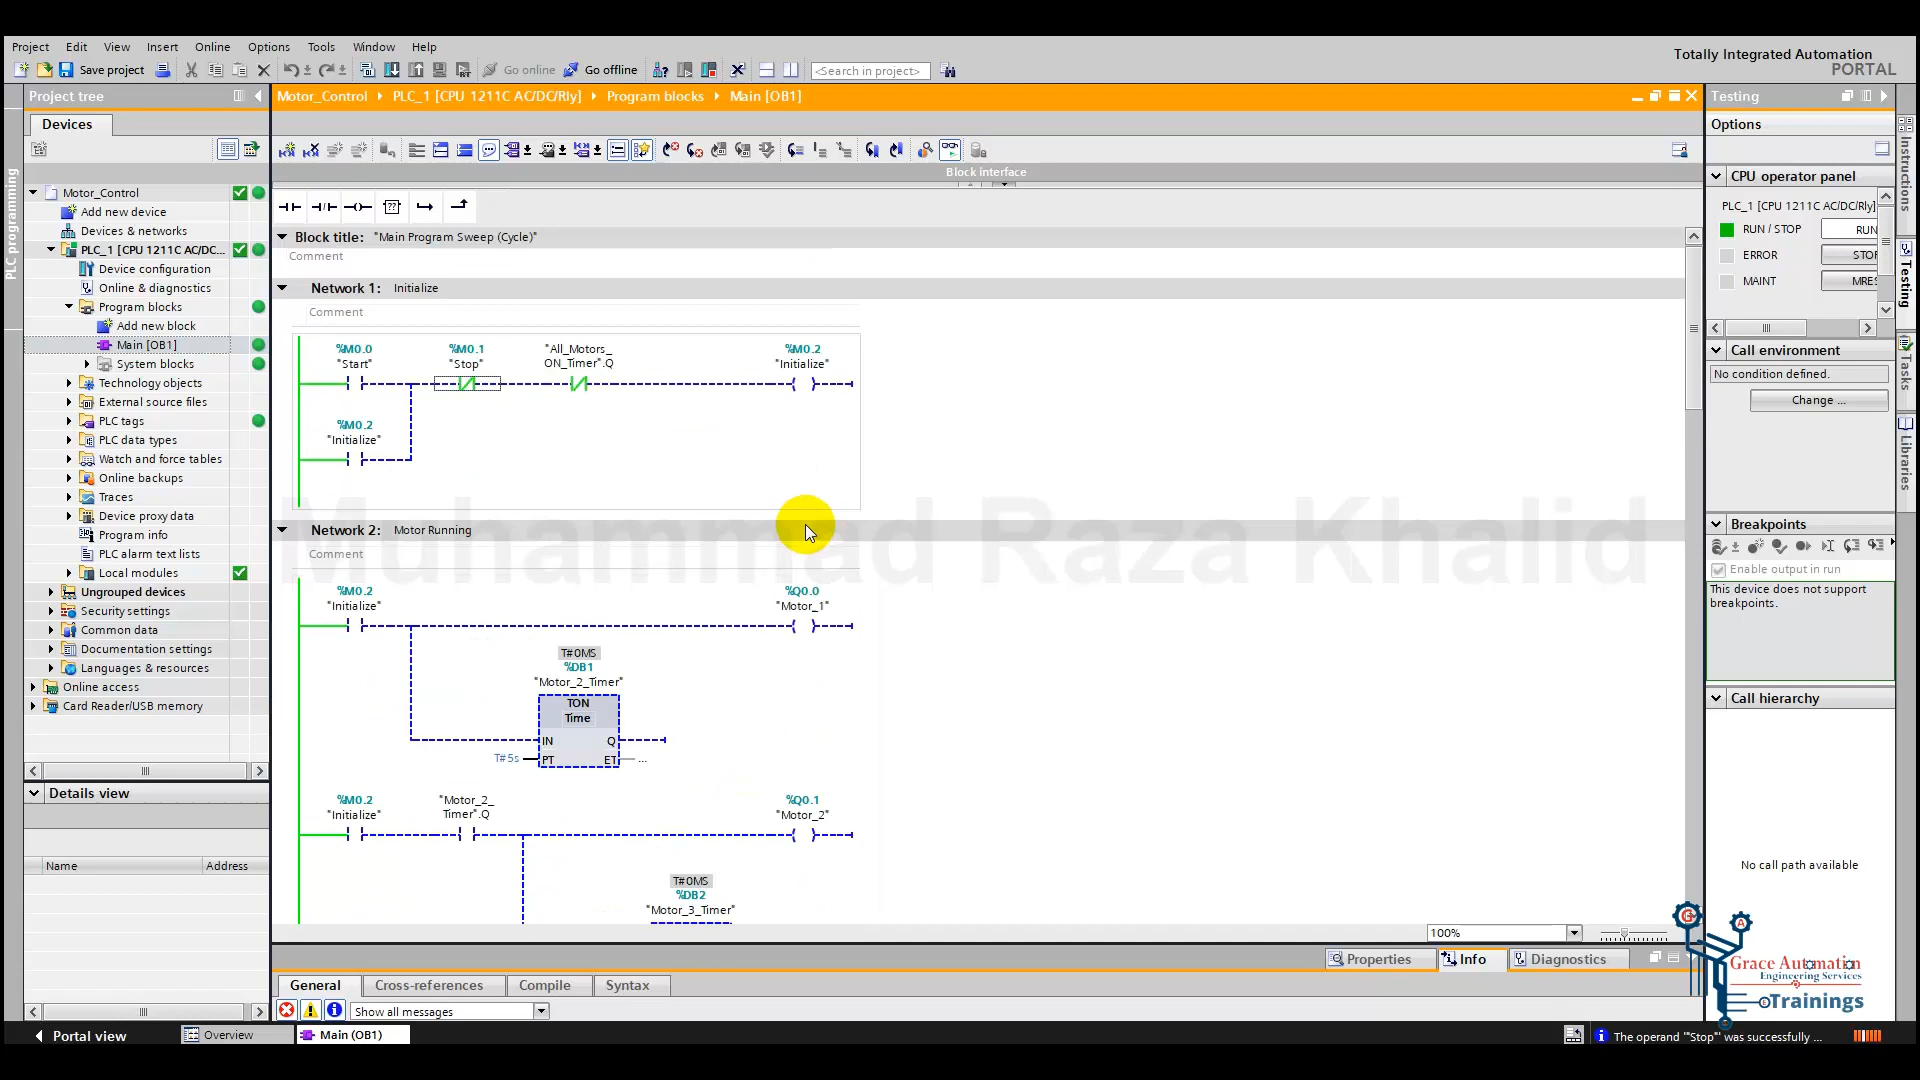 Project Edit View Insert Online Options Tools Window Help
Totally Integrated Automation
PORTAL
Save project Go online Go offline <Search in project>
Project tree
Motor_Control PLC_1 [CPU 1211C AC/DC/Rly] Program blocks Main [OB1]
Testing
Devices
Options
PLC programming
Block interface
Motor_Control
Add new device
Devices & networks
PLC_1 [CPU 1211C AC/DC...
Device configuration
Online & diagnostics
Program blocks
Add new block
Main [OB1]
System blocks
Technology objects
External source files
PLC tags
PLC data types
Watch and force tables
Online backups
Traces
Device proxy data
Program info
PLC alarm text lists
Local modules
Ungrouped devices
Security settings
Common data
Documentation settings
Languages & resources
Online access
Card Reader/USB memory
Details view
Name Address
Block title: "Main Program Sweep (Cycle)"
Comment
Network 1: Initialize
Comment
%M0.0
"Start"
%M0.1
"Stop"
"All_Motors_
ON_Timer".Q
%M0.2
"Initialize"
%M0.2
"Initialize"
Muhammad Raza Khalid
Network 2: Motor Running
Comment
%M0.2
"Initialize"
%Q0.0
"Motor_1"
T#0MS
%DB1
"Motor_2_Timer"
TON
Time
IN Q
T#5s PT ET ...
%M0.2
"Initialize"
"Motor_2_
Timer".Q
%Q0.1
"Motor_2"
T#0MS
%DB2
"Motor_3_Timer"
100%
Properties Info Diagnostics
General Cross-references Compile Syntax
Show all messages
CPU operator panel
PLC_1 [CPU 1211C AC/DC/Rly]
RUN / STOP RUN
ERROR STO
MAINT MRE
Call environment
No condition defined.
Change ...
Breakpoints
Enable output in run
This device does not support
breakpoints.
Call hierarchy
No call path available
Instructions
Testing
Tasks
Libraries
G A
Grace Automation
Engineering Services
eTrainings
Portal view Overview Main (OB1)
The operand '"Stop"' was successfully ...